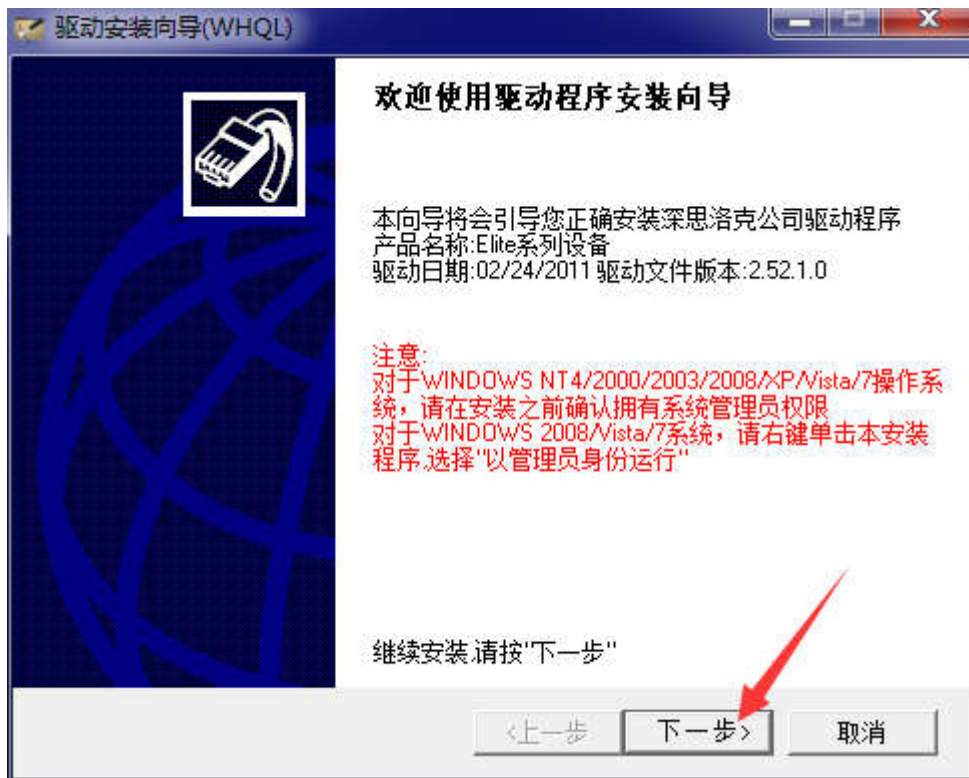 驱动安装向导(WHQL)
欢迎使用驱动程序安装向导
本向导将会引导您正确安装深思洛克公司驱动程序
产品名称:Elite系列设备
驱动日期:02/24/2011 驱动文件版本:2.52.1.0
注意:
对于WINDOWS NT4/2000/2003/2008/XP/Vista/7操作系
统，请在安装之前确认拥有系统管理员权限
对于WINDOWS 2008/Vista/7系统，请右键单击本安装
程序,选择"以管理员身份运行"
继续安装,请按"下一步"
<上一步 下一步> 取消